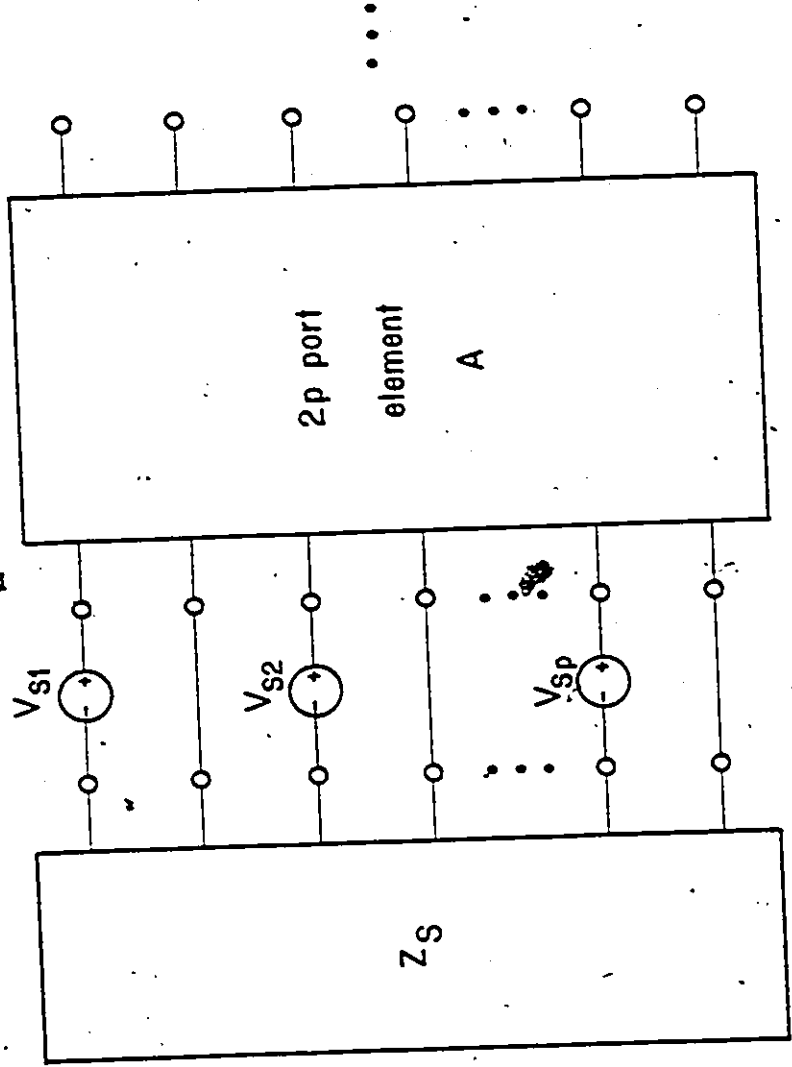 V_S1
- +
V_S2
- +
V_Sp
- +
Z_S
2p port
element
A